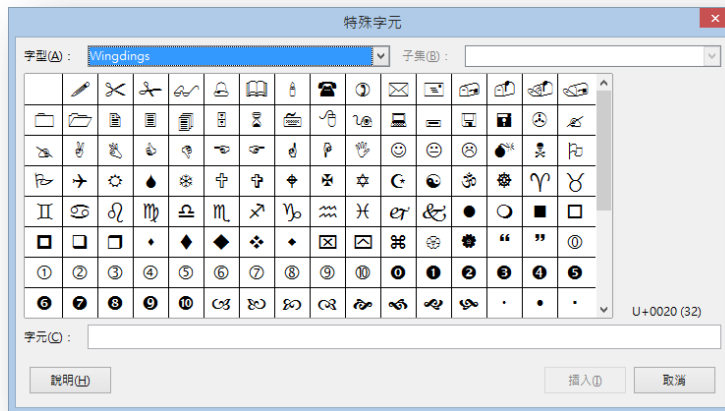 特殊字元
字型(A)： Wingdings 子集(B)：
U+0020 (32)
字元(C)：
說明(H) 插入(I) 取消